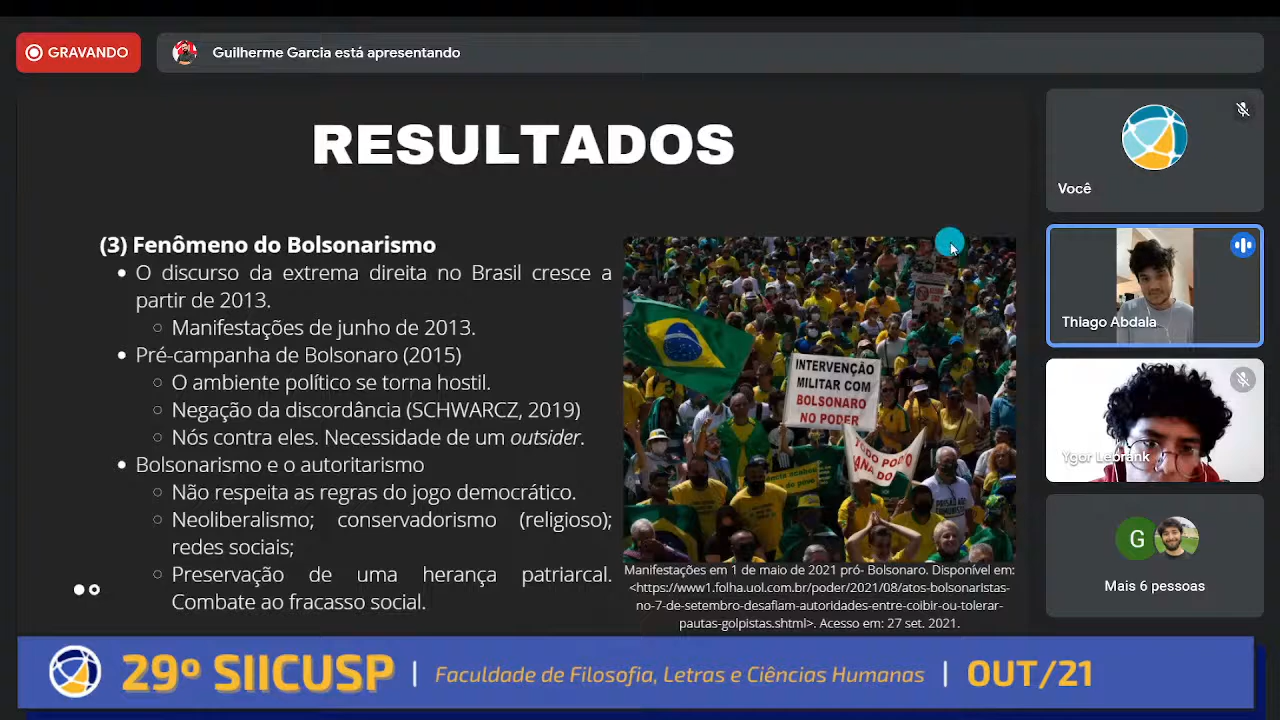 GRAVANDO
Guilherme Garcia está apresentando
RESULTADOS
(3) Fenômeno do Bolsonarismo
• O discurso da extrema direita no Brasil cresce a
partir de 2013.
○ Manifestações de junho de 2013.
• Pré-campanha de Bolsonaro (2015)
○ O ambiente político se torna hostil.
○ Negação da discordância (SCHWARCZ, 2019)
○ Nós contra eles. Necessidade de um outsider.
• Bolsonarismo e o autoritarismo
○ Não respeita as regras do jogo democrático.
○ Neoliberalismo; conservadorismo (religioso);
redes sociais;
○ Preservação de uma herança patriarcal.
Combate ao fracasso social.
INTERVENÇÃO
MILITAR COM
BOLSONARO
NO PODER
TODO PODER
Manifestações em 1 de maio de 2021 pró- Bolsonaro. Disponível em:
<https://www1.folha.uol.com.br/poder/2021/08/atos-bolsonaristas-
no-7-de-setembro-desafiam-autoridades-entre-coibir-ou-tolerar-
pautas-golpistas.shtml>. Acesso em: 27 set. 2021.
Você
Thiago Abdala
Ygor Lebrank
G
Mais 6 pessoas
29º SIICUSP | Faculdade de Filosofia, Letras e Ciências Humanas | OUT/21